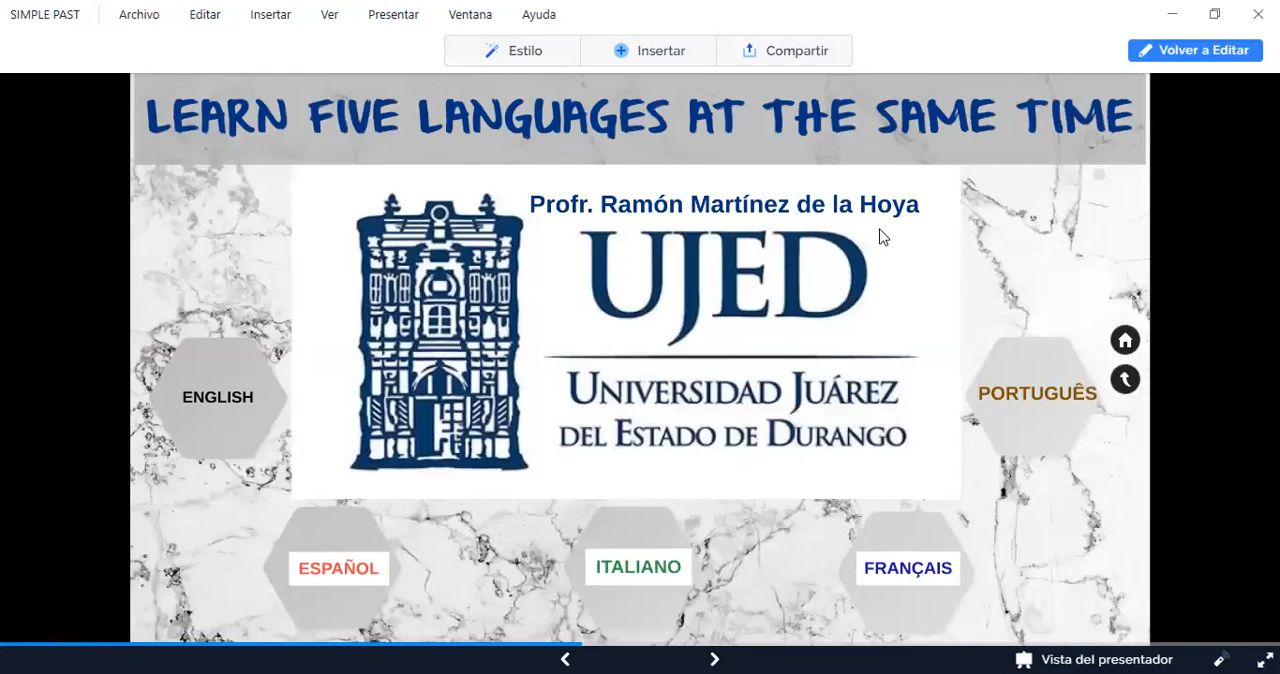 SIMPLE PAST Archivo Editar Insertar Ver Presentar Ventana Ayuda
Estilo Insertar Compartir Volver a Editar
LEARN FIVE LANGUAGES AT THE SAME TIME
Profr. Ramón Martínez de la Hoya
UJED
UNIVERSIDAD JUÁREZ
DEL ESTADO DE DURANGO
ENGLISH
PORTUGUÊS
ESPAÑOL
ITALIANO
FRANÇAIS
Vista del presentador